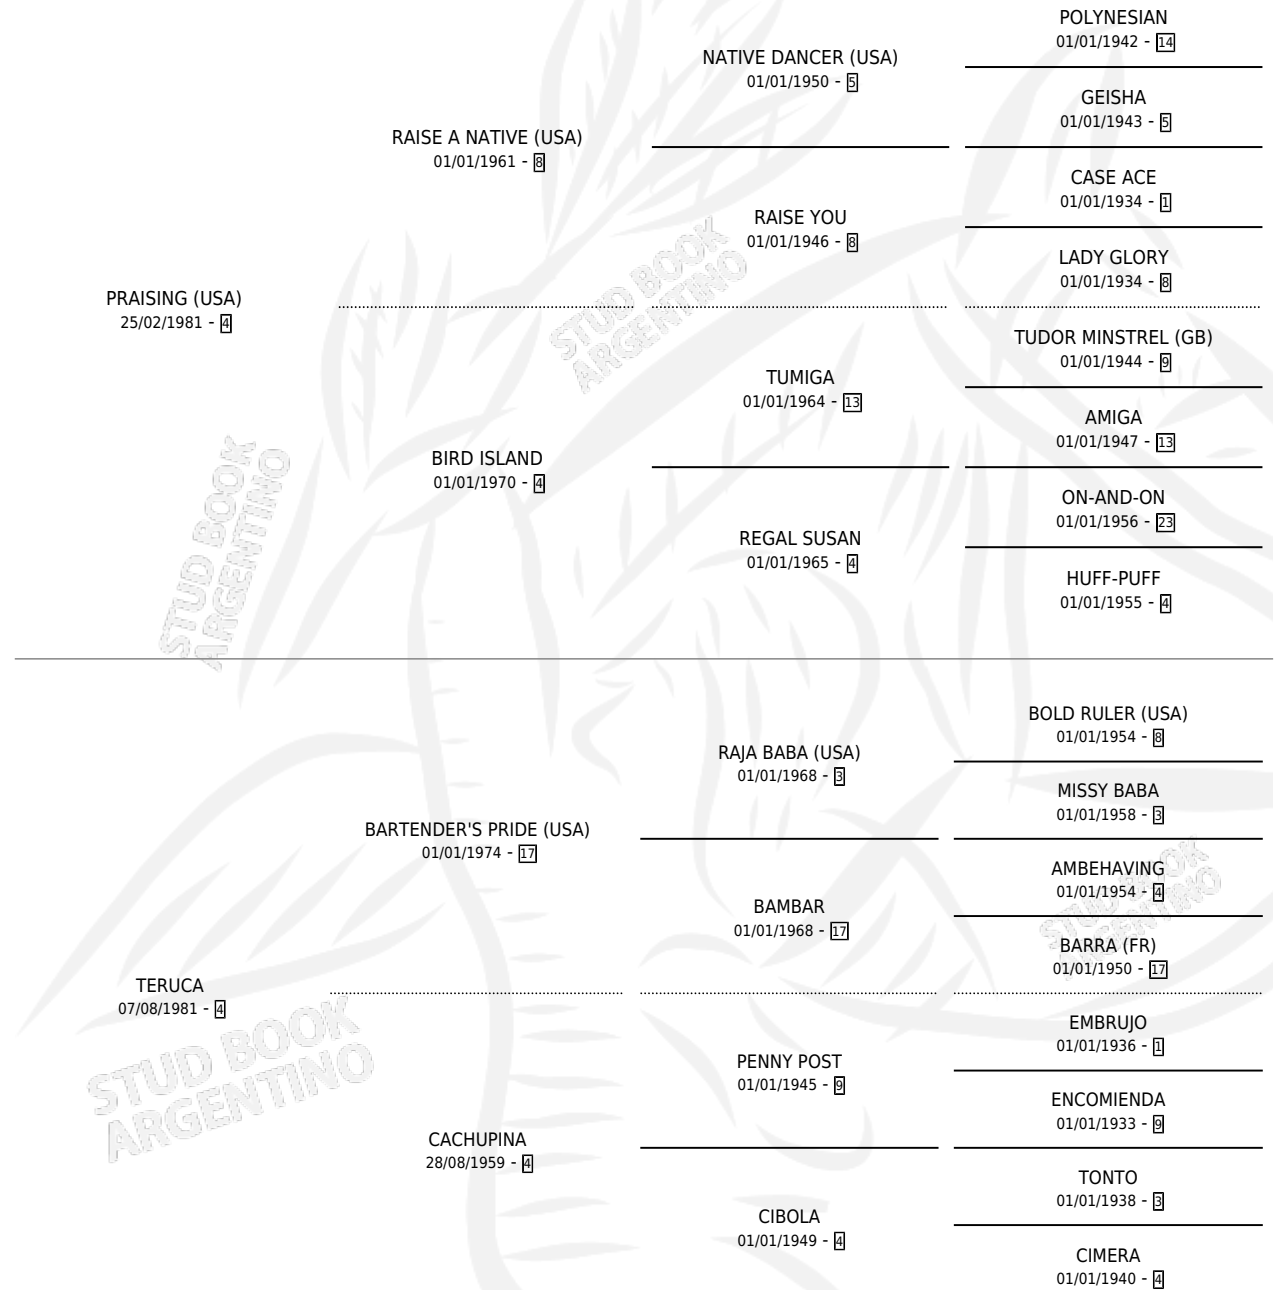 POLYNESIAN
01/01/1942 - 14
NATIVE DANCER (USA)
01/01/1950 - 5
GEISHA
01/01/1943 - 5
RAISE A NATIVE (USA)
01/01/1961 - 8
CASE ACE
01/01/1934 - 1
RAISE YOU
01/01/1946 - 8
LADY GLORY
01/01/1934 - 8
PRAISING (USA)
25/02/1981 - 4
STUD BOOK
ARGENTINO
TUDOR MINSTREL (GB)
01/01/1944 - 9
TUMIGA
01/01/1964 - 13
AMIGA
01/01/1947 - 13
BIRD ISLAND
01/01/1970 - 4
ON-AND-ON
01/01/1956 - 23
REGAL SUSAN
01/01/1965 - 4
HUFF-PUFF
01/01/1955 - 4
STUD BOOK
ARGENTINO
BOLD RULER (USA)
01/01/1954 - 8
RAJA BABA (USA)
01/01/1968 - 3
MISSY BABA
01/01/1958 - 3
BARTENDER'S PRIDE (USA)
01/01/1974 - 17
AMBEHAVING
01/01/1954 - 4
BAMBAR
01/01/1968 - 17
BARRA (FR)
01/01/1950 - 17
STUD BOOK
ARGENTINO
TERUCA
07/08/1981 - 4
EMBRUJO
01/01/1936 - 1
PENNY POST
01/01/1945 - 9
ENCOMIENDA
01/01/1933 - 9
STUD BOOK
ARGENTINO
CACHUPINA
28/08/1959 - 4
TONTO
01/01/1938 - 3
CIBOLA
01/01/1949 - 4
CIMERA
01/01/1940 - 4